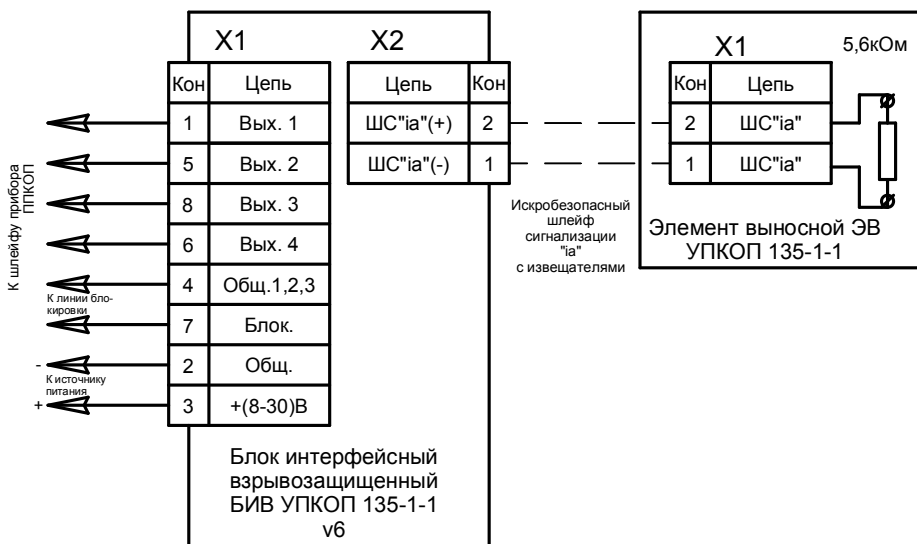 X1
X2
Кон Цепь
Цепь Кон
1 Вых. 1
ШС"ia"(+) 2
5 Вых. 2
ШС"ia"(-) 1
8 Вых. 3
6 Вых. 4
4 Общ.1,2,3
7 Блок.
2 Общ.
3 +(8-30)В
К шлейфу прибора
ППКОП
К линии бло-
кировки
-
К источнику
питания
+
Блок интерфейсный
взрывозащищенный
БИВ УПКОП 135-1-1
v6
Искробезопасный
шлейф
сигнализации
"ia"
с извещателями
X1
5,6кОм
Кон Цепь
2 ШС"ia"
1 ШС"ia"
Элемент выносной ЭВ
УПКОП 135-1-1